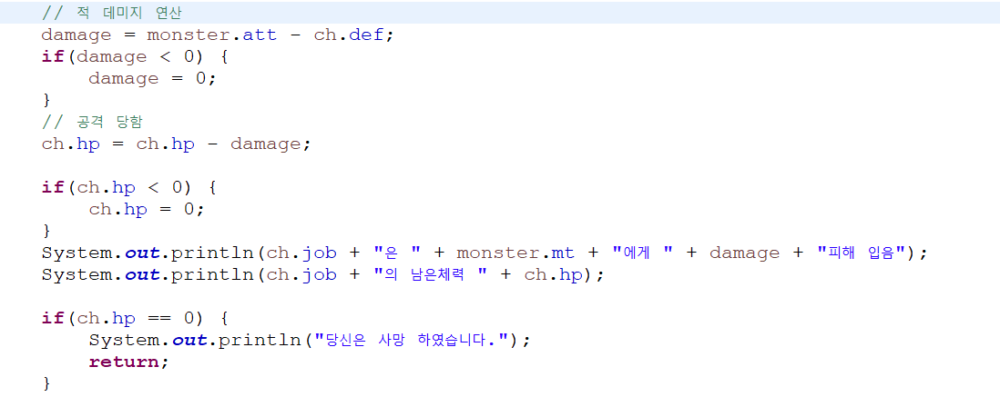 // 적 데미지 연산
damage = monster.att - ch.def;
if(damage < 0) {
    damage = 0;
}
// 공격 당함
ch.hp = ch.hp - damage;

if(ch.hp < 0) {
    ch.hp = 0;
}
System.out.println(ch.job + "은 " + monster.mt + "에게 " + damage + "피해 입음");
System.out.println(ch.job + "의 남은체력 " + ch.hp);

if(ch.hp == 0) {
    System.out.println("당신은 사망 하였습니다.");
    return;
}